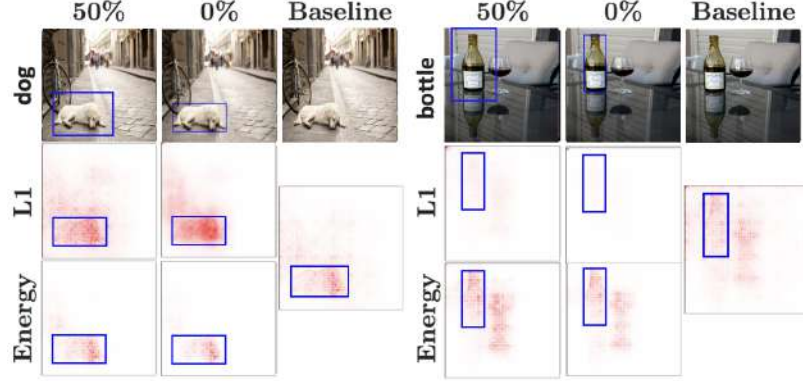 50% 0% Baseline 50% 0% Baseline
dog bottle
L1 L1
Energy Energy